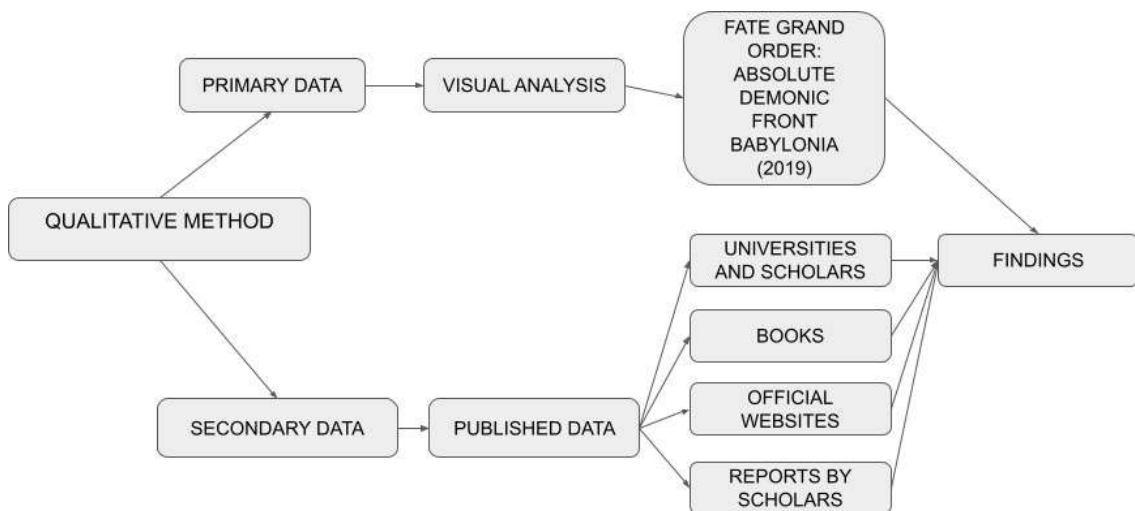 FATE GRAND
ORDER:
ABSOLUTE
DEMONIC
FRONT
BABYLONIA
(2019)
PRIMARY DATA
VISUAL ANALYSIS
QUALITATIVE METHOD
UNIVERSITIES
AND SCHOLARS
FINDINGS
BOOKS
OFFICIAL
WEBSITES
SECONDARY DATA
PUBLISHED DATA
REPORTS BY
SCHOLARS